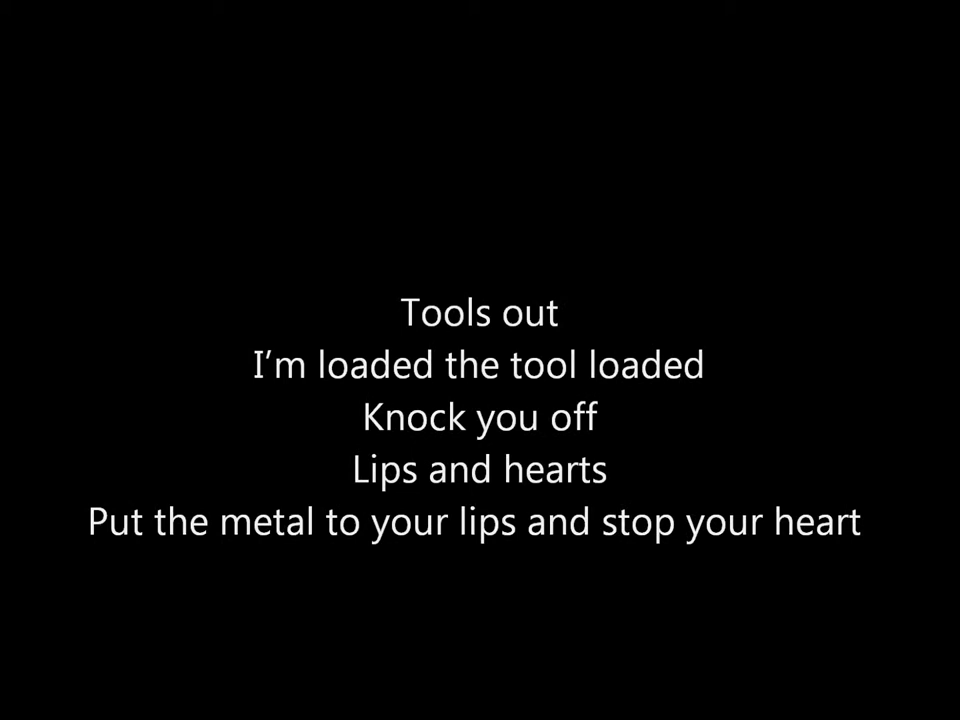 Tools out
I’m loaded the tool loaded
Knock you off
Lips and hearts
Put the metal to your lips and stop your heart